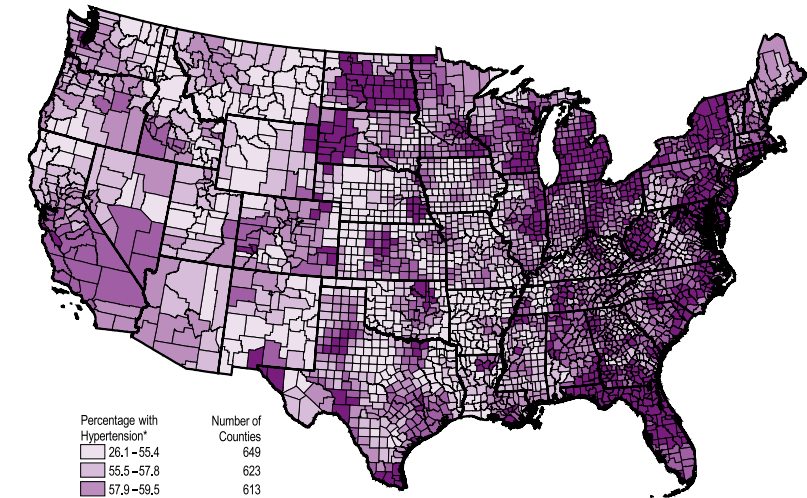 Percentage with Number of
Hypertension* Counties
26.1 – 55.4 649
55.5 – 57.8 623
57.9 – 59.5 613